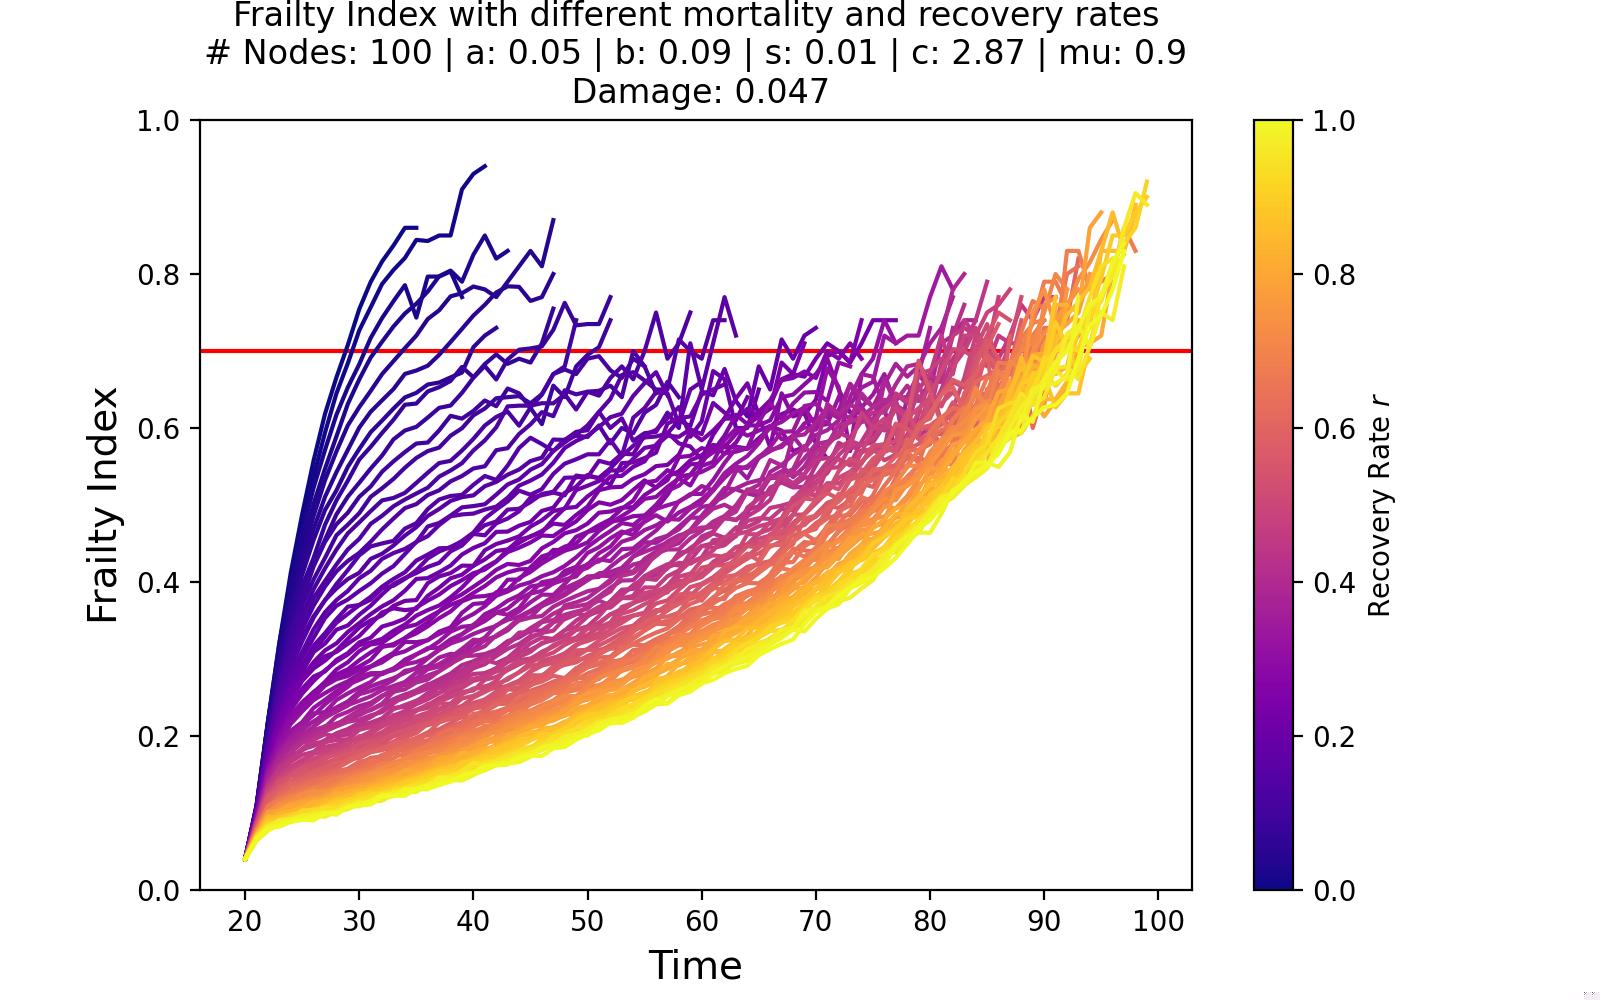 Frailty Index with different mortality and recovery rates
# Nodes: 100 | a: 0.05 | b: 0.09 | s: 0.01 | c: 2.87 | mu: 0.9
Damage: 0.047
Frailty Index
1.0
0.8
0.6
0.4
0.2
0.0
20 30 40 50 60 70 80 90 100
Time
1.0
0.8
0.6
0.4
0.2
0.0
Recovery Rate r